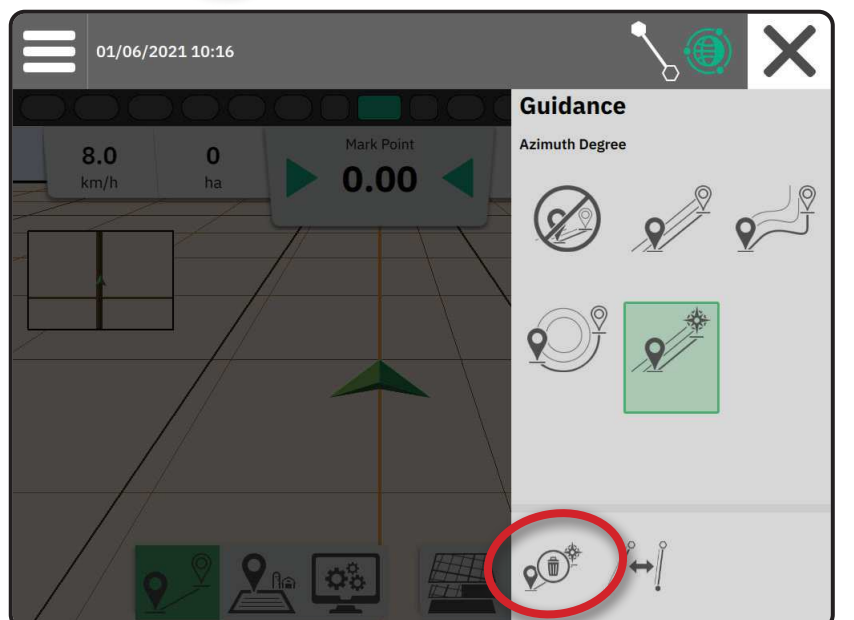 01/06/2021 10:16
Guidance
Azimuth Degree
8.0
km/h
0
ha
Mark Point
0.00